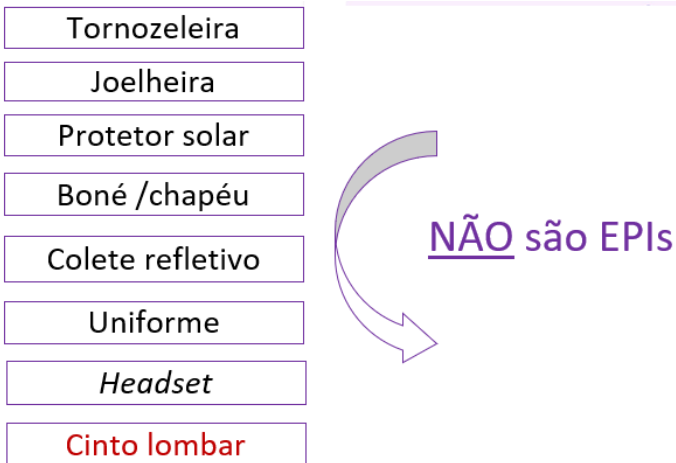 Tornozeleira
Joelheira
Protetor solar
Boné /chapéu
Colete refletivo
Uniforme
Headset
Cinto lombar
NÃO são EPIs